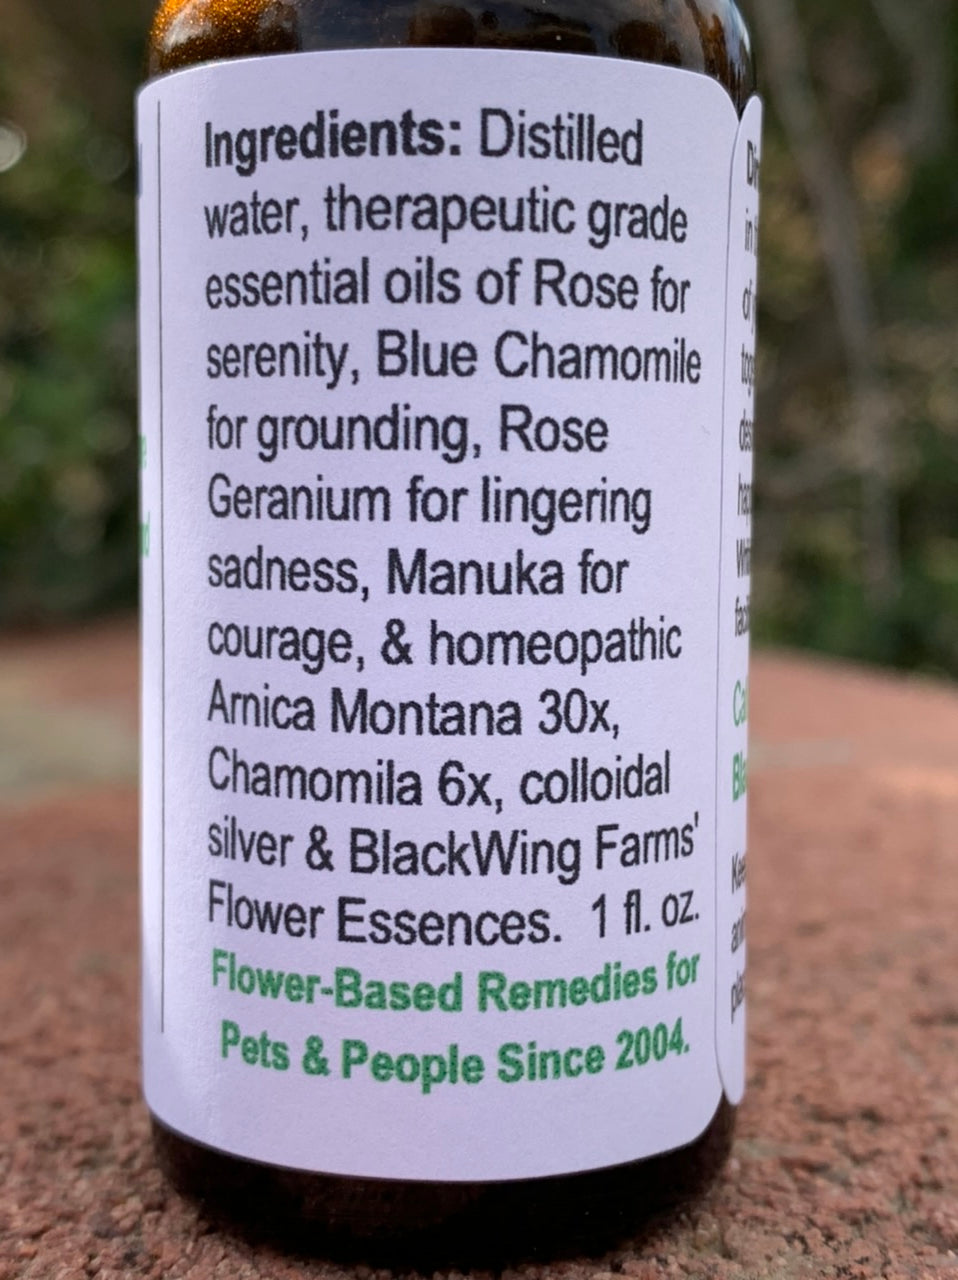 Ingredients: Distilled
water, therapeutic grade
essential oils of Rose for
serenity, Blue Chamomile
for grounding, Rose
Geranium for lingering
sadness, Manuka for
courage, & homeopathic
Arnica Montana 30x,
Chamomila 6x, colloidal
silver & BlackWing Farms'
Flower Essences. 1 fl. oz.
Flower-Based Remedies for
Pets & People Since 2004.